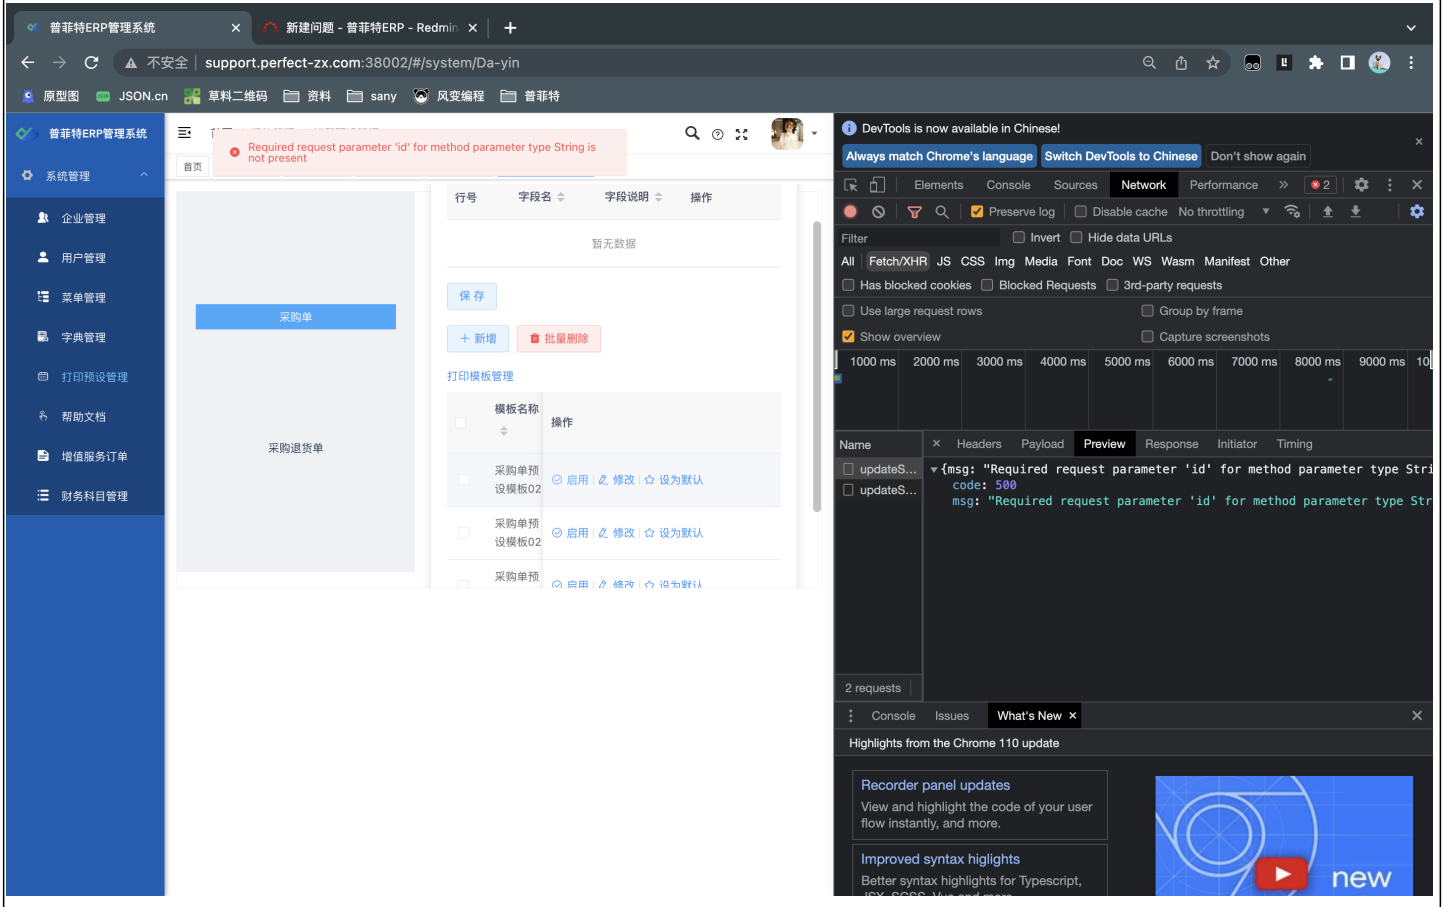 普菲特ERP管理系统
新建问题 - 普菲特ERP - Redmin
不安全 | support.perfect-zx.com:38002/#/system/Da-yin
原型图
JSON.cn
草料二维码
资料
sany
风变编程
普菲特
普菲特ERP管理系统
系统管理
企业管理
用户管理
菜单管理
字典管理
打印预设管理
帮助文档
增值服务订单
财务科目管理
Required request parameter 'id' for method parameter type String is
not present
首页
采购单
采购退货单
行号 字段名 字段说明 操作
暂无数据
保 存
+ 新增 批量删除
打印模板管理
模板名称 操作
采购单预
设模板02
启用 修改 设为默认
采购单预
设模板02
启用 修改 设为默认
采购单预
启用 修改 设为默认
DevTools is now available in Chinese!
Always match Chrome's language Switch DevTools to Chinese Don't show again
Elements Console Sources Network Performance » 2
Preserve log Disable cache No throttling
Filter Invert Hide data URLs
All Fetch/XHR JS CSS Img Media Font Doc WS Wasm Manifest Other
Has blocked cookies Blocked Requests 3rd-party requests
Use large request rows Group by frame
Show overview Capture screenshots
1000 ms 2000 ms 3000 ms 4000 ms 5000 ms 6000 ms 7000 ms 8000 ms 9000 ms 10
Name × Headers Payload Preview Response Initiator Timing
updateS...
updateS...
{msg: "Required request parameter 'id' for method parameter type Stri
code: 500
msg: "Required request parameter 'id' for method parameter type Str
2 requests
Console Issues What's New ×
Highlights from the Chrome 110 update
Recorder panel updates
View and highlight the code of your user
flow instantly, and more.
Improved syntax higlights
Better syntax highlights for Typescript,
new